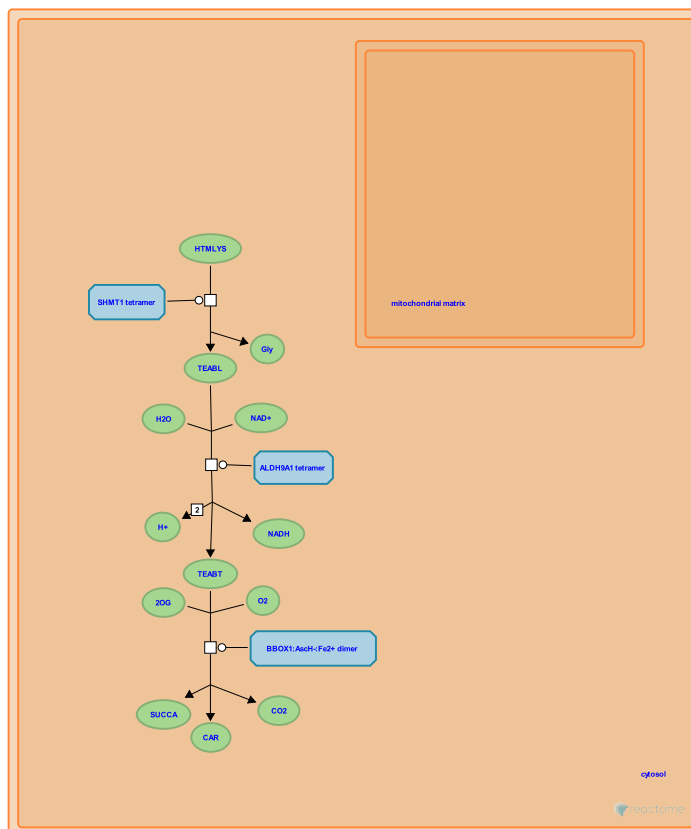 HTMLYS
SHMT1 tetramer
mitochondrial matrix
Gly
TEABL
H2O
NAD+
ALDH9A1 tetramer
2
H+
NADH
TEABT
2OG
O2
BBOX1:AscH-:Fe2+ dimer
SUCCA
CO2
CAR
cytosol
reactome